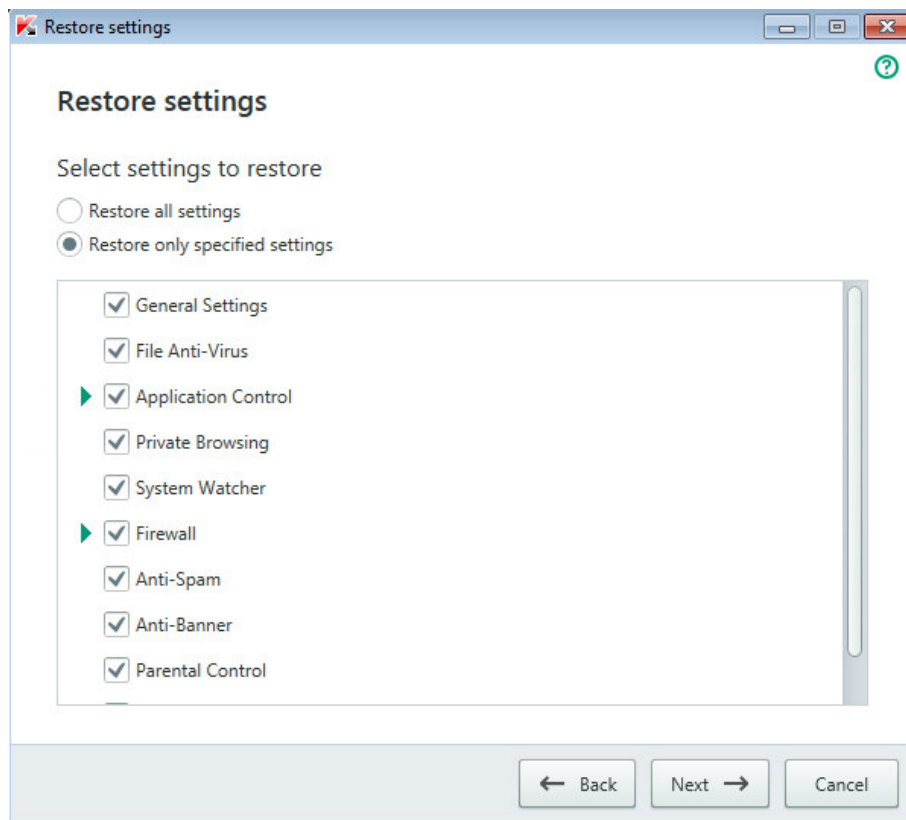 Restore settings
Restore settings
Select settings to restore
Restore all settings
Restore only specified settings
General Settings
File Anti-Virus
Application Control
Private Browsing
System Watcher
Firewall
Anti-Spam
Anti-Banner
Parental Control
Back Next Cancel